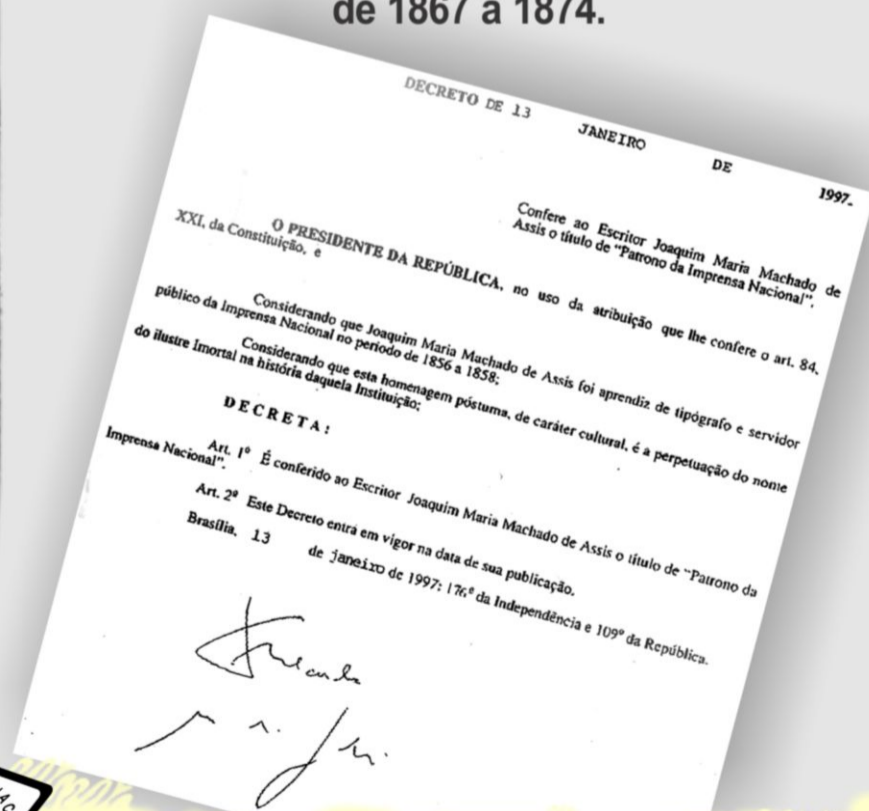 de 1867 a 1874.
DECRETO DE 13 JANEIRO DE 1997.
Confere ao Escritor Joaquim Maria Machado de
Assis o título de “Patrono da Imprensa Nacional”.
O PRESIDENTE DA REPÚBLICA, no uso da atribuição que lhe confere o art. 84,
XXI, da Constituição, e
Considerando que Joaquim Maria Machado de Assis foi aprendiz de tipógrafo e servidor
público da Imprensa Nacional no período de 1856 a 1858;
Considerando que esta homenagem póstuma, de caráter cultural, é a perpetuação do nome
do ilustre Imortal na história daquela Instituição;
DECRETA:
Art. 1º É conferido ao Escritor Joaquim Maria Machado de Assis o título de “Patrono da
Imprensa Nacional”.
Art. 2º Este Decreto entra em vigor na data de sua publicação.
Brasília, 13 de janeiro de 1997; 176º da Independência e 109º da República.